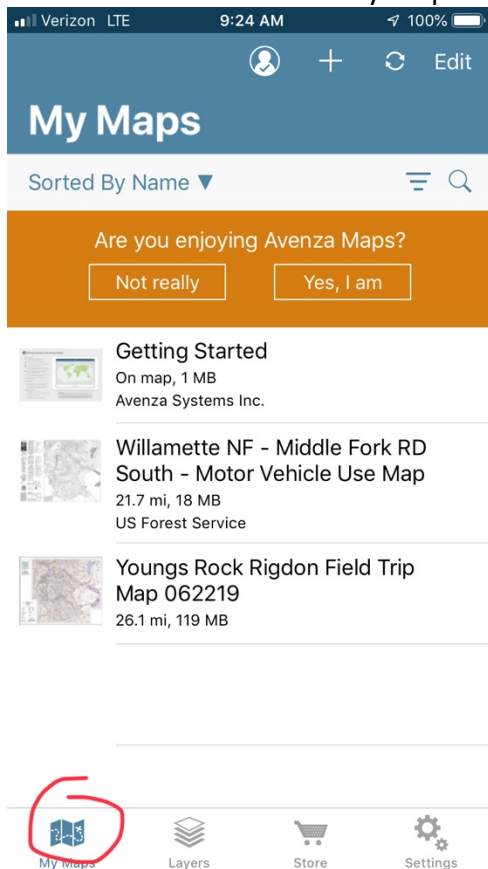 Verizon LTE 9:24 AM 100%
Edit
My Maps
Sorted By Name ▼
Are you enjoying Avenza Maps?
Not really Yes, I am
Getting Started
On map, 1 MB
Avenza Systems Inc.
Willamette NF - Middle Fork RD
South - Motor Vehicle Use Map
21.7 mi, 18 MB
US Forest Service
Youngs Rock Rigdon Field Trip
Map 062219
26.1 mi, 119 MB
My Maps Layers Store Settings